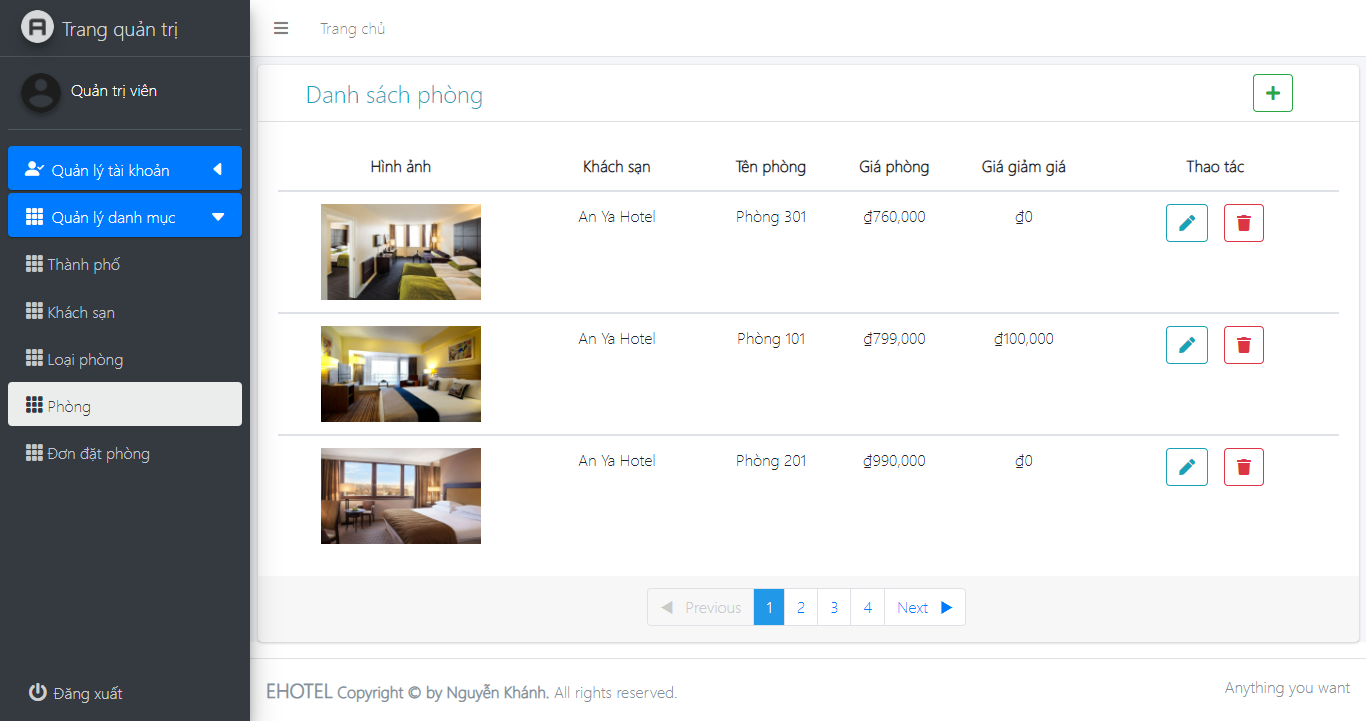 Trang quản trị
Trang chủ
Quản trị viên
Danh sách phòng
Quản lý tài khoản
Quản lý danh mục
Thành phố
Khách sạn
Loại phòng
Phòng
Đơn đặt phòng
Đăng xuất
Hình ảnh Khách sạn Tên phòng Giá phòng Giá giảm giá Thao tác
An Ya Hotel Phòng 301 ₫760,000 ₫0
An Ya Hotel Phòng 101 ₫799,000 ₫100,000
An Ya Hotel Phòng 201 ₫990,000 ₫0
Previous 1 2 3 4 Next
EHOTEL Copyright © by Nguyễn Khánh. All rights reserved.
Anything you want